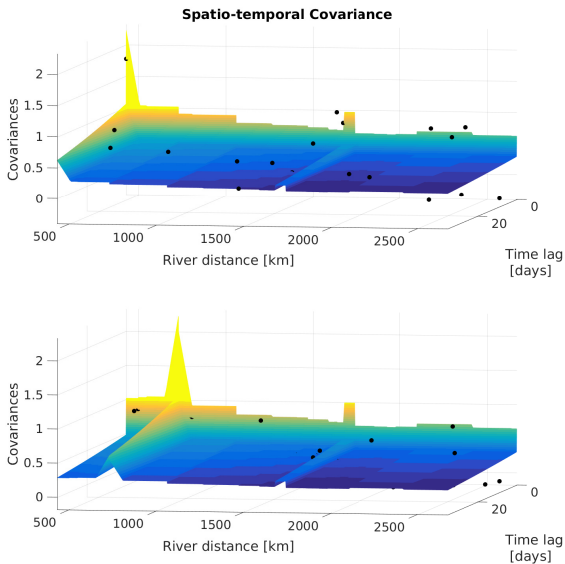 Spatio-temporal Covariance
2
1.5
1
0.5
0
Covariances
500
1000
1500
2000
2500
River distance [km]
0
20
Time lag
[days]
2
1.5
1
0.5
0
Covariances
500
1000
1500
2000
2500
River distance [km]
0
20
Time lag
[days]